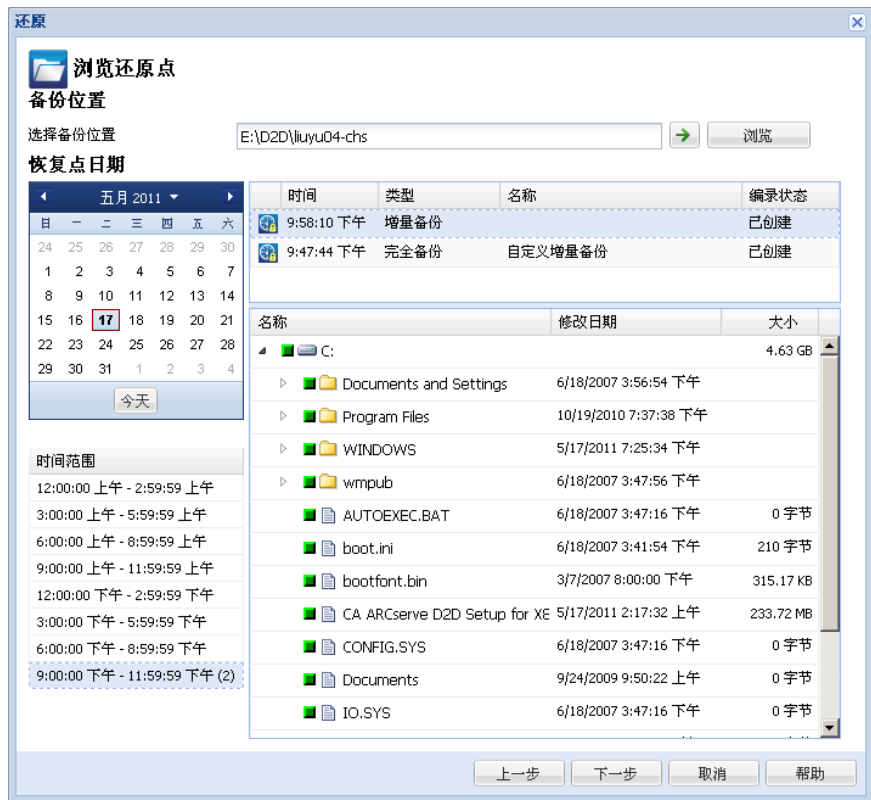 还原
浏览还原点
备份位置
选择备份位置 E:\D2D\liuyu04-chs 浏览
恢复点日期
五月 2011
日 一 二 三 四 五 六
24 25 26 27 28 29 30
1 2 3 4 5 6 7
8 9 10 11 12 13 14
15 16 17 18 19 20 21
22 23 24 25 26 27 28
29 30 31 1 2 3 4
今天
时间范围
12:00:00 上午 - 2:59:59 上午
3:00:00 上午 - 5:59:59 上午
6:00:00 上午 - 8:59:59 上午
9:00:00 上午 - 11:59:59 上午
12:00:00 下午 - 2:59:59 下午
3:00:00 下午 - 5:59:59 下午
6:00:00 下午 - 8:59:59 下午
9:00:00 下午 - 11:59:59 下午 (2)
时间 类型 名称 编录状态
9:58:10 下午 增量备份 已创建
9:47:44 下午 完全备份 自定义增量备份 已创建
名称 修改日期 大小
C: 4.63 GB
Documents and Settings 6/18/2007 3:56:54 下午
Program Files 10/19/2010 7:37:38 下午
WINDOWS 5/17/2011 7:25:34 下午
wmpub 6/18/2007 3:47:56 下午
AUTOEXEC.BAT 6/18/2007 3:47:16 下午 0 字节
boot.ini 6/18/2007 3:41:54 下午 210 字节
bootfont.bin 3/7/2007 8:00:00 下午 315.17 KB
CA ARCserve D2D Setup for XE 5/17/2011 2:17:32 上午 233.72 MB
CONFIG.SYS 6/18/2007 3:47:16 下午 0 字节
Documents 9/24/2009 9:50:22 上午 0 字节
IO.SYS 6/18/2007 3:47:16 下午 0 字节
上一步 下一步 取消 帮助